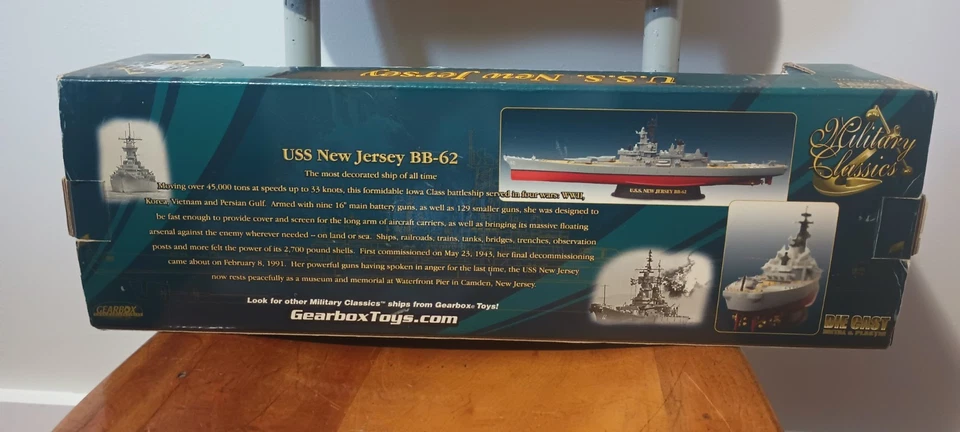 U.S.S. New Jersey
Military
Classics
USS New Jersey BB-62
The most decorated ship of all time
Moving over 45,000 tons at speeds up to 33 knots, this formidable Iowa Class battleship served in four wars: WWII,
Korea, Vietnam and Persian Gulf. Armed with nine 16" main battery guns, as well as 129 smaller guns, she was designed to
be fast enough to provide cover and screen for the long arm of aircraft carriers, as well as bringing its massive floating
arsenal against the enemy wherever needed – on land or sea. Ships, railroads, trains, tanks, bridges, trenches, observation
posts and more felt the power of its 2,700 pound shells. First commissioned on May 23, 1943, her final decommissioning
came about on February 8, 1991. Her powerful guns having spoken in anger for the last time, the USS New Jersey
now rests peacefully as a museum and memorial at Waterfront Pier in Camden, New Jersey.
U.S.S. NEW JERSEY BB-62
Look for other Military Classics™ ships from Gearbox® Toys!
GearboxToys.com
GEARBOX
DIE CAST
METAL & PLASTIC